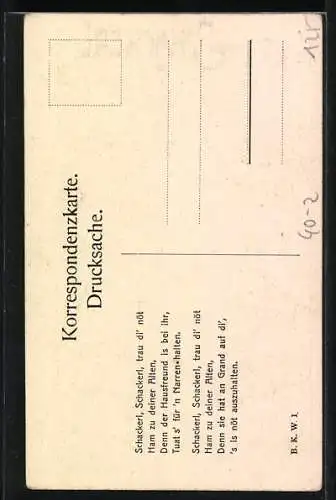 Korrespondenzkarte.
Drucksache.
Schackerl, Schackerl, trau di' nöt
Ham zu deiner Alten,
Denn der Hausfreund is bei ihr,
Tuat s' für 'n Narren halten.
Schackerl, Schackerl, trau di' nöt
Ham zu deiner Alten,
Denn sie hat an Grand auf di',
's is nöt auszuhalten.
B. K. W. I.
40-2